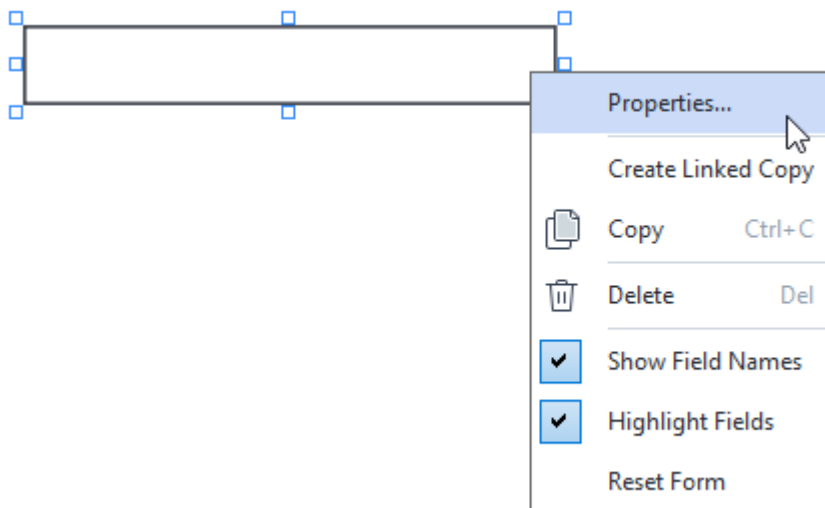 Properties...
Create Linked Copy
Copy Ctrl+C
Delete Del
Show Field Names
Highlight Fields
Reset Form